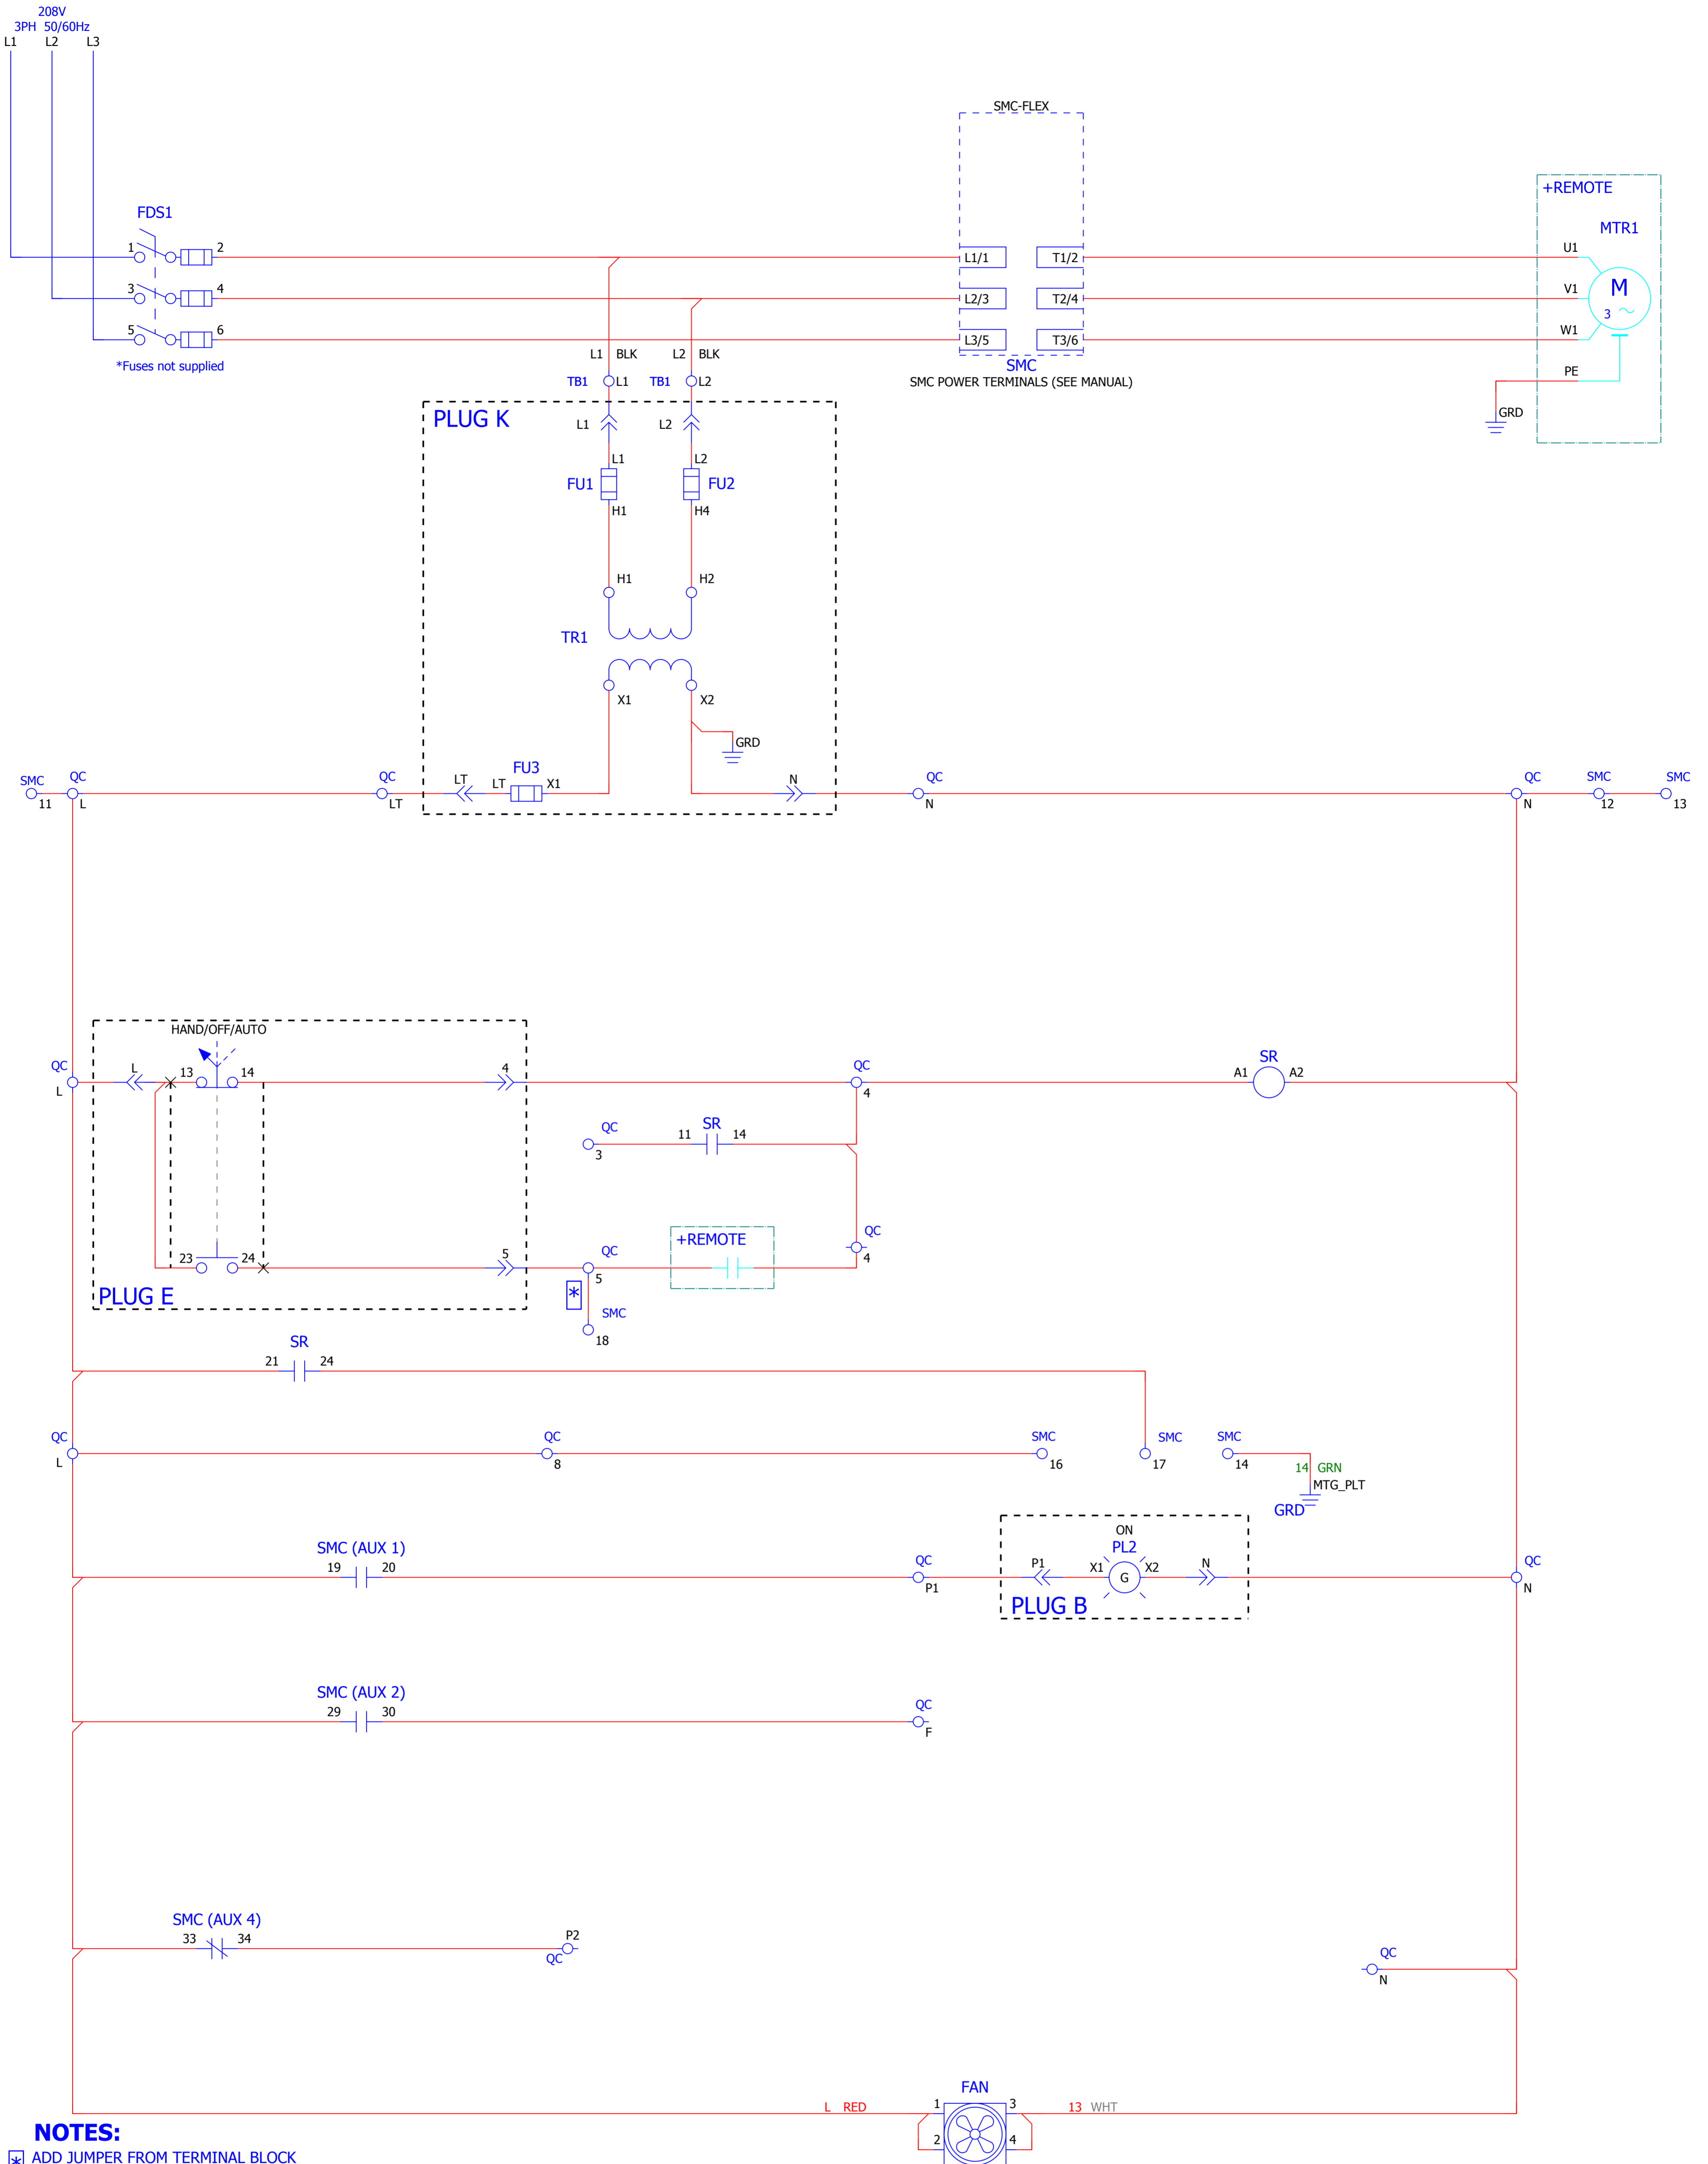 208V
3PH 50/60Hz
L1 L2 L3
SMC-FLEX
+REMOTE
MTR1
FDS1
1 2
L1/1 T1/2
U1
3 4
L2/3 T2/4
V1
M
3
5 6
L3/5 T3/6
W1
*Fuses not supplied
L1 BLK L2 BLK
SMC
SMC POWER TERMINALS (SEE MANUAL)
PE
GRD
TB1 L1 TB1 L2
PLUG K
L1 L2
L1 L2
FU1 FU2
H1 H4
H1 H2
TR1
X1 X2
GRD
SMC QC QC
11 L LT
LT LT FU3 X1
N
QC
N
QC SMC SMC
N 12 13
HAND/OFF/AUTO
QC
L
L 13 14
4
QC
4
SR
A1 A2
QC
3
11 SR 14
QC
4
23 24
5
QC
5
+REMOTE
PLUG E
*
SMC
18
SR
21 24
QC
L
QC
8
SMC
16
SMC
17
SMC
14
14 GRN
MTG_PLT
GRD
SMC (AUX 1)
19 20
QC
P1
ON
PL2
P1 X1 G X2 N
PLUG B
QC
N
SMC (AUX 2)
29 30
QC
F
SMC (AUX 4)
33 34
P2
QC
QC
N
FAN
L RED
1 3
13 WHT
2 4
NOTES:
* ADD JUMPER FROM TERMINAL BLOCK